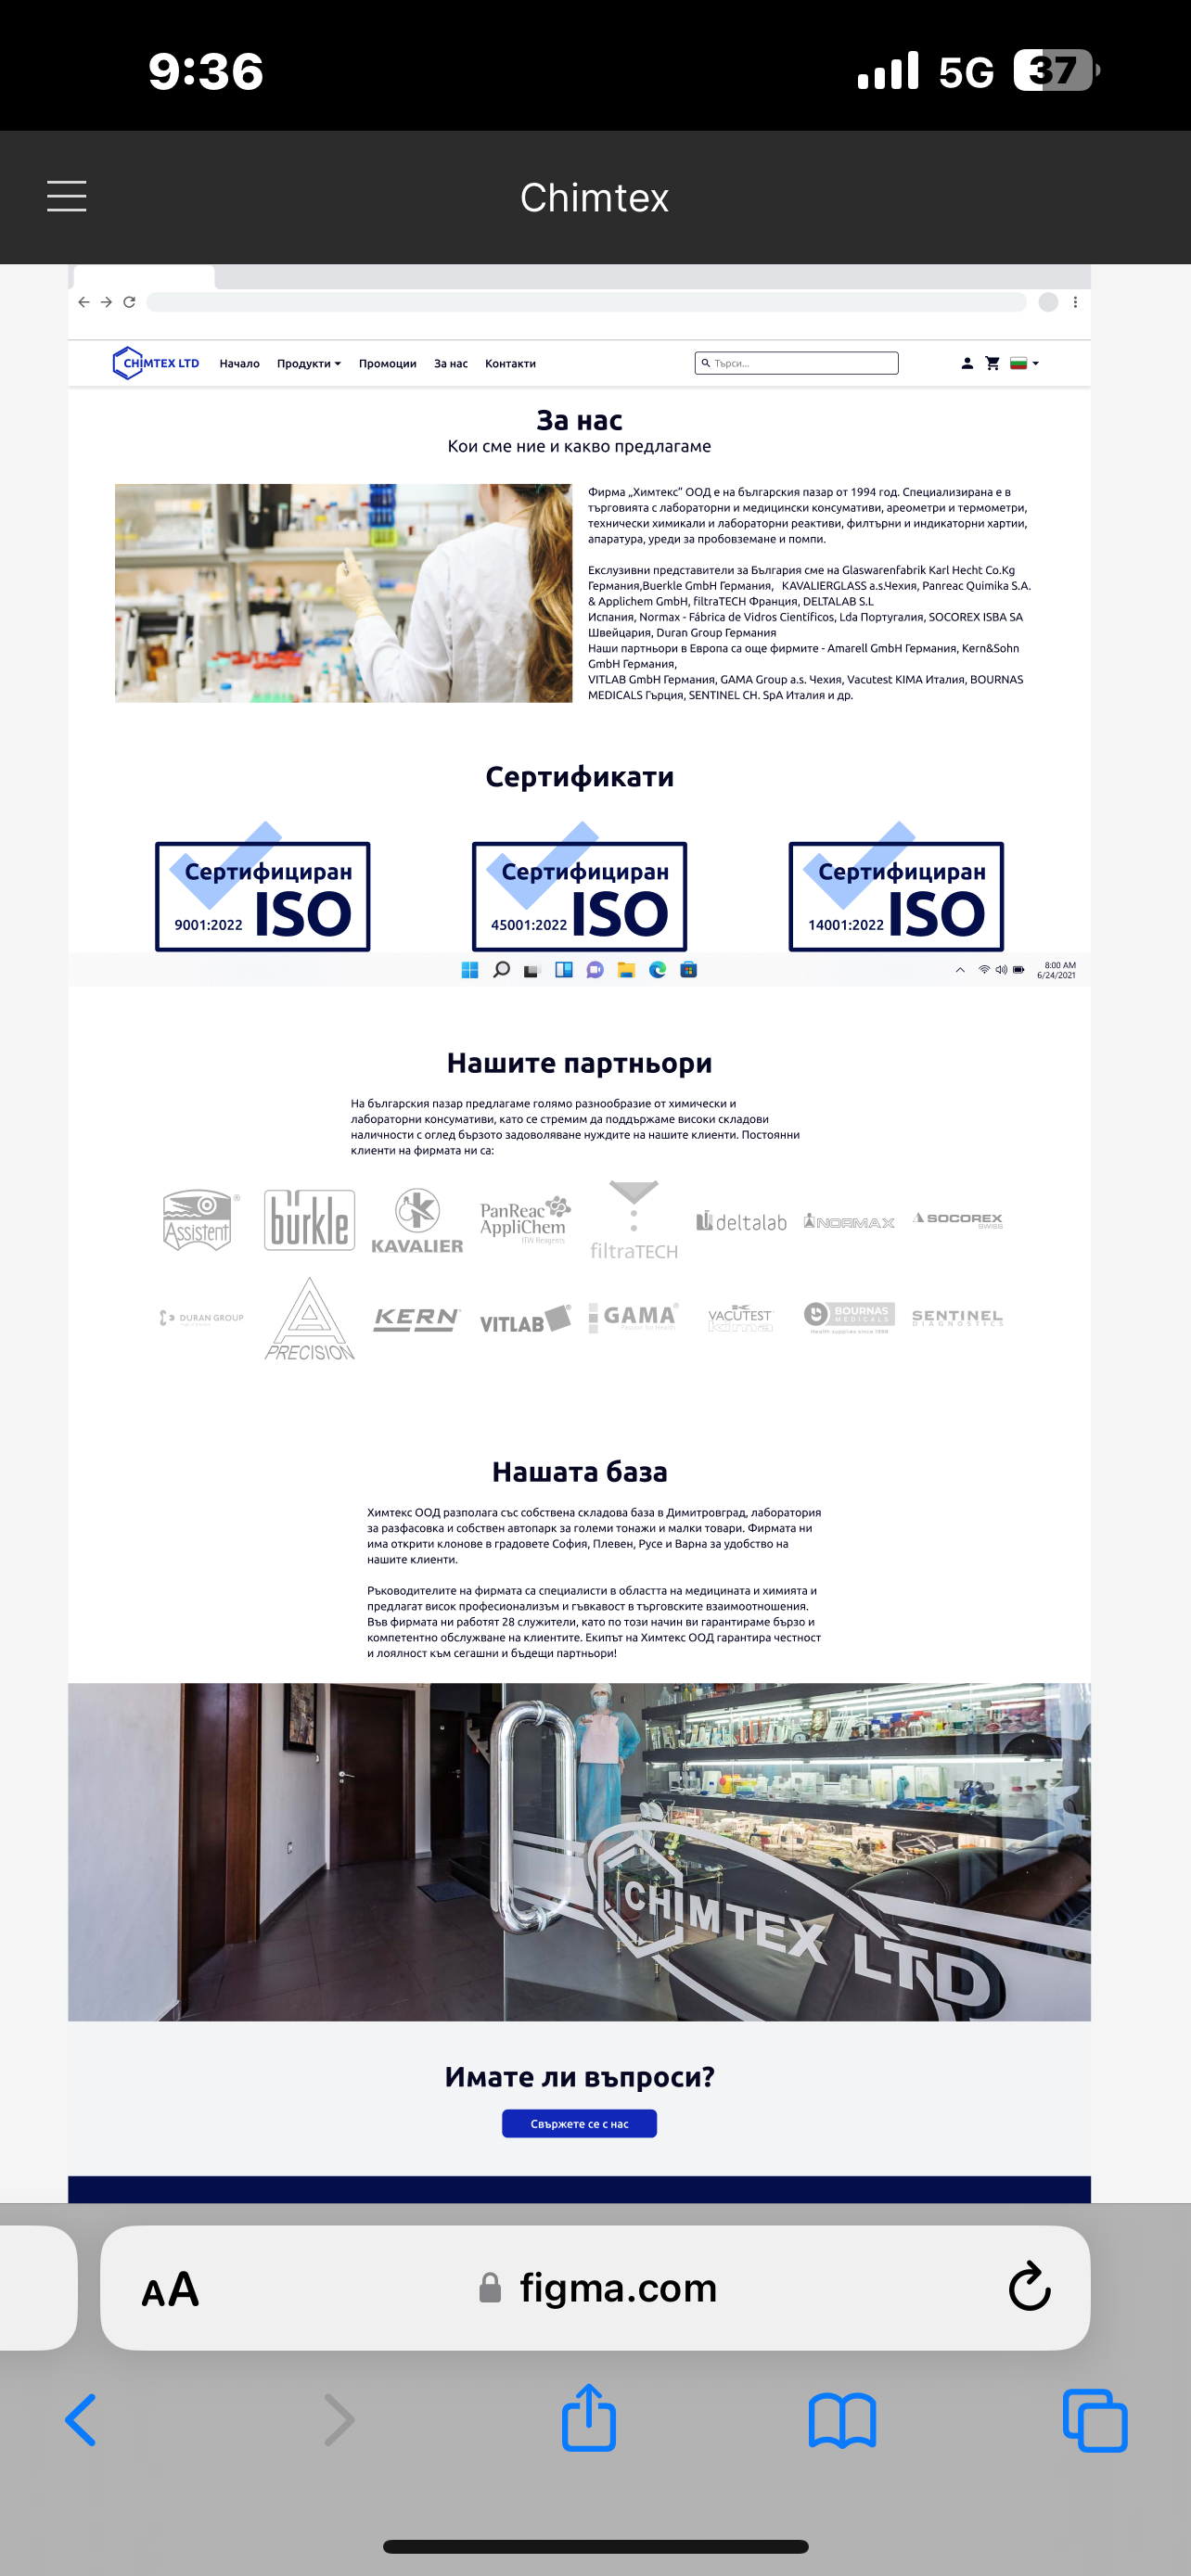 9:36
5G
37
Chimtex
CHIMTEX LTD
Начало
Продукти
Промоции
За нас
Контакти
Търси...
За нас
Кои сме ние и какво предлагаме
Фирма „Химтекс“ ООД е на българския пазар от 1994 год. Специализирана е в
търговията с лабораторни и медицински консумативи, ареометри и термометри,
технически химикали и лабораторни реактиви, филтърни и индикаторни хартии,
апаратура, уреди за пробовземане и помпи.
Екслузивни представители за България сме на Glaswarenfabrik Karl Hecht Co.Kg
Германия,Buerkle GmbH Германия, KAVALIERGLASS a.s.Чехия, Panreac Quimika S.A.
& Applichem GmbH, filtraTECH Франция, DELTALAB S.L
Испания, Normax - Fábrica de Vidros Científicos, Lda Португалия, SOCOREX ISBA SA
Швейцария, Duran Group Германия
Наши партньори в Европа са още фирмите - Amarell GmbH Германия, Kern&Sohn
GmbH Германия,
VITLAB GmbH Германия, GAMA Group a.s. Чехия, Vacutest KIMA Италия, BOURNAS
MEDICALS Гърция, SENTINEL CH. SpA Италия и др.
Сертификати
Сертифициран
9001:2022 ISO
Сертифициран
45001:2022 ISO
Сертифициран
14001:2022 ISO
8:00 AM
6/24/2021
Нашите партньори
На българския пазар предлагаме голямо разнообразие от химически и
лабораторни консумативи, като се стремим да поддържаме високи складови
наличности с оглед бързото задоволяване нуждите на нашите клиенти. Постоянни
клиенти на фирмата ни са:
Assistent
bürkle
KAVALIER
PanReac
AppliChem
ITW Reagents
filtraTECH
deltalab
NORMAX
SOCOREX
SWISS
DURAN GROUP
PRECISION
KERN
VITLAB
GAMA
VACUTEST
kima
BOURNAS
MEDICALS
Health supplies since 1988
SENTINEL
DIAGNOSTICS
Нашата база
Химтекс ООД разполага със собствена складова база в Димитровград, лаборатория
за разфасовка и собствен автопарк за големи тонажи и малки товари. Фирмата ни
има открити клонове в градовете София, Плевен, Русе и Варна за удобство на
нашите клиенти.
Ръководителите на фирмата са специалисти в областта на медицината и химията и
предлагат висок професионализъм и гъвкавост в търговските взаимоотношения.
Във фирмата ни работят 28 служители, като по този начин ви гарантираме бързо и
компетентно обслужване на клиентите. Екипът на Химтекс ООД гарантира честност
и лоялност към сегашни и бъдещи партньори!
CHIMTEX LTD
Имате ли въпроси?
Свържете се с нас
AA
figma.com